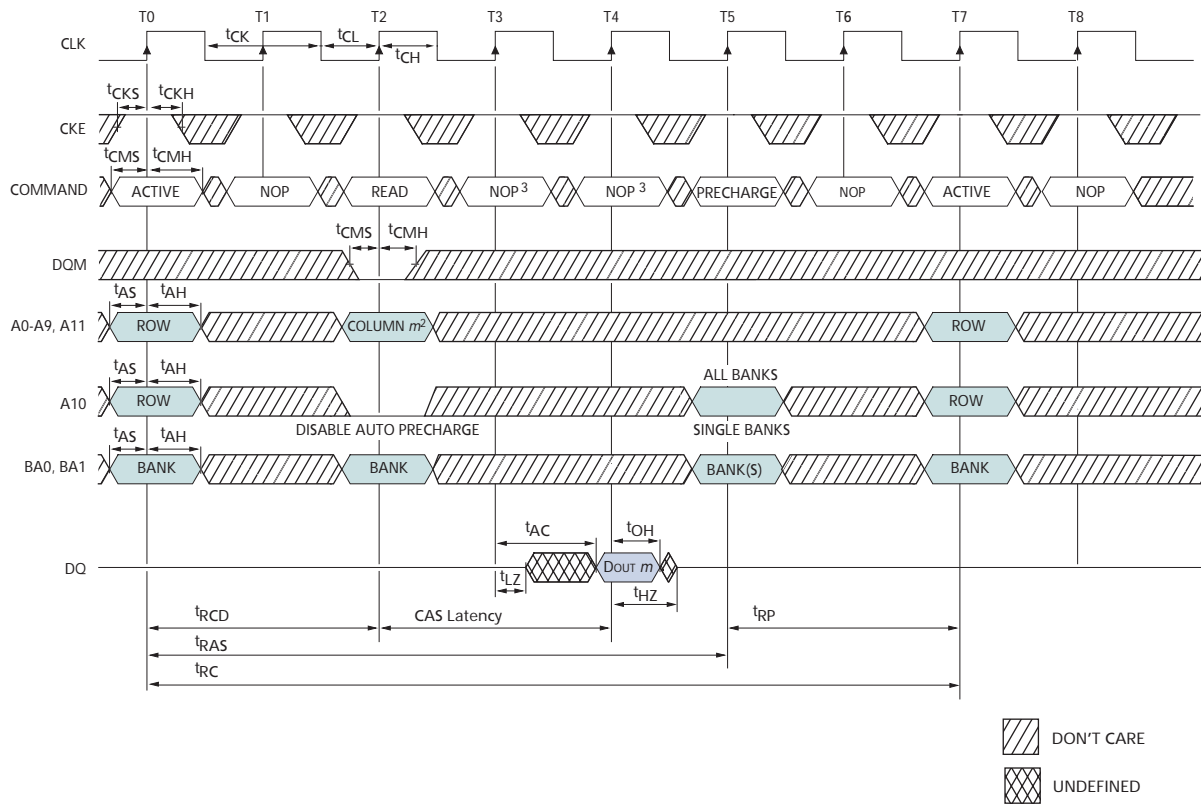 T0 T1 T2 T3 T4 T5 T6 T7 T8
CLK
tCK tCL
tCH
tCKS tCKH
CKE
tCMS tCMH
COMMAND ACTIVE NOP READ NOP 3 NOP 3 PRECHARGE NOP ACTIVE NOP
tCMS tCMH
DQM
tAS tAH
A0-A9, A11 ROW COLUMN m2 ROW
tAS tAH ALL BANKS
A10 ROW ROW
DISABLE AUTO PRECHARGE SINGLE BANKS
tAS tAH
BA0, BA1 BANK BANK BANK(S) BANK
tAC tOH
DQ DOUT m
tLZ tHZ
tRCD CAS Latency tRP
tRAS
tRC
DON'T CARE
UNDEFINED